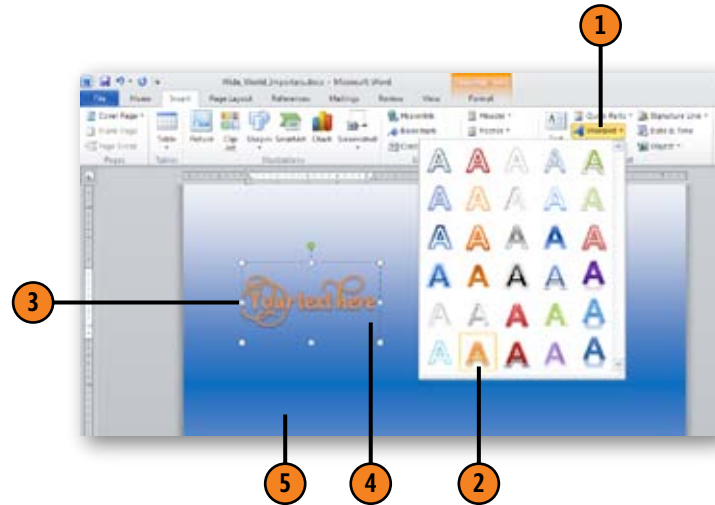 1
Wide_World_Importers.docx - Microsoft Word
File Home Insert Page Layout References Mailings Review View Format
Cover Page Hyperlink Header Quick Parts Signature Line
Blank Page Table Picture Clip Shapes SmartArt Chart Screenshot Bookmark Footer WordArt Date & Time
Page Break Art Object
Pages Tables Illustrations
A A A A A
A A A A A
A A A A A
A A A A A
A A A A A
A A A A A
3
Your text here
5
4
2